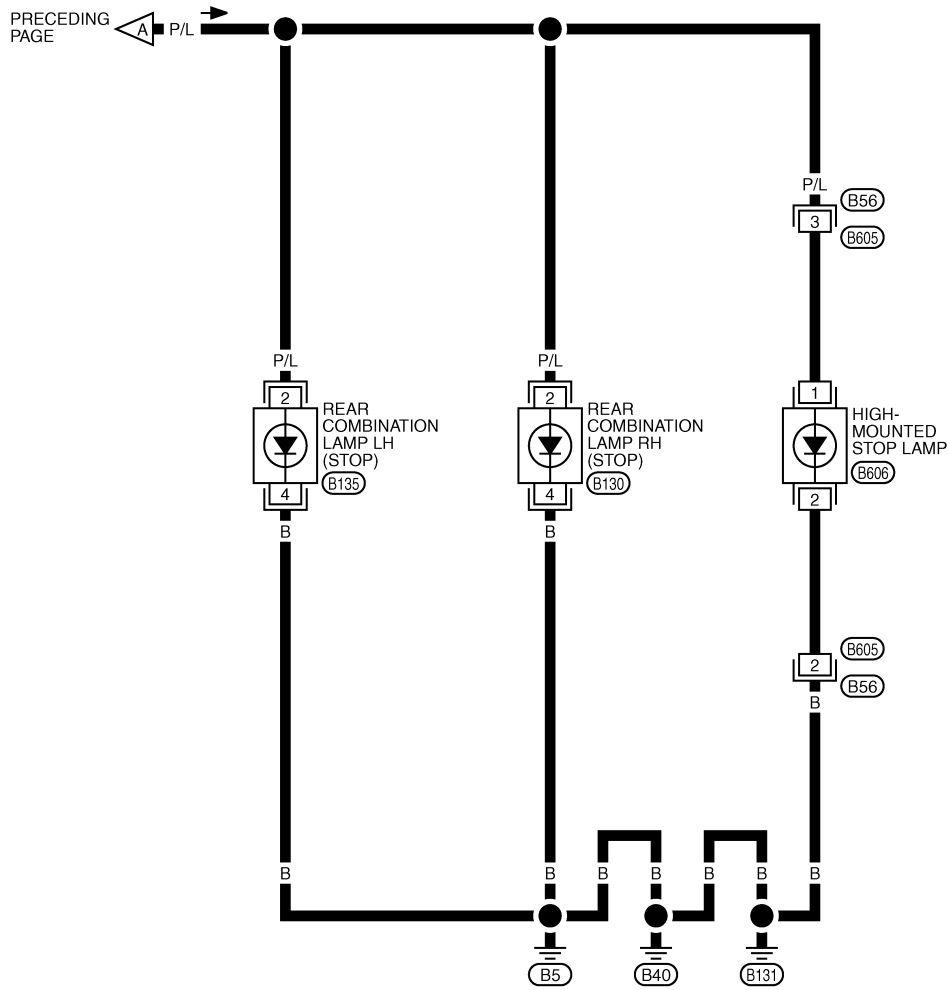 PRECEDING
PAGE
A
P/L
P/L
B56
3
B605
P/L
P/L
2
2
1
REAR
COMBINATION
LAMP LH
(STOP)
B135
REAR
COMBINATION
LAMP RH
(STOP)
B130
HIGH-
MOUNTED
STOP LAMP
B606
4
4
2
B
B
B605
2
B56
B
B
B
B
B
B
B
B
B5
B40
B131